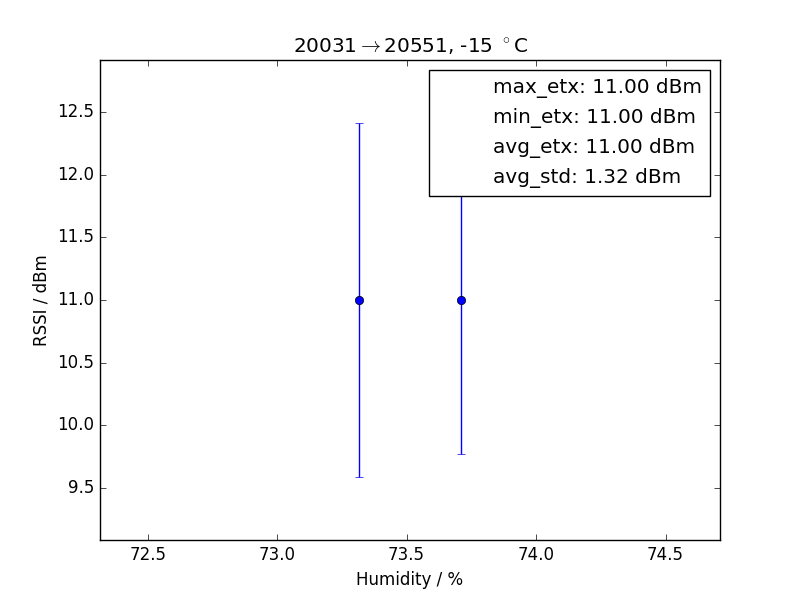 20031→20551, -15 °C
max_etx: 11.00 dBm
min_etx: 11.00 dBm
avg_etx: 11.00 dBm
avg_std: 1.32 dBm
12.5
12.0
11.5
11.0
10.5
10.0
9.5
RSSI / dBm
72.5 73.0 73.5 74.0 74.5
Humidity / %